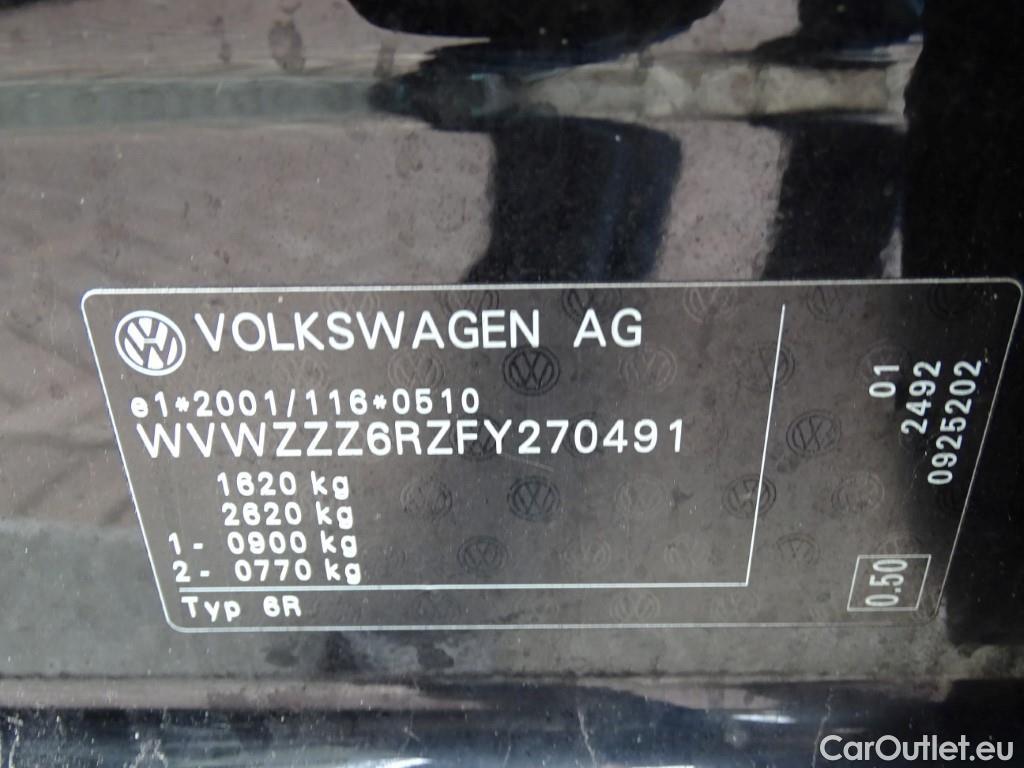 VOLKSWAGEN AG
e1*2001/116*0510
WVWZZZ6RZFY270491
1620 kg
2620 kg
1- 0900 kg
2- 0770 kg
Typ 6R
01
2492
0925202
0.50
CarOutlet.eu